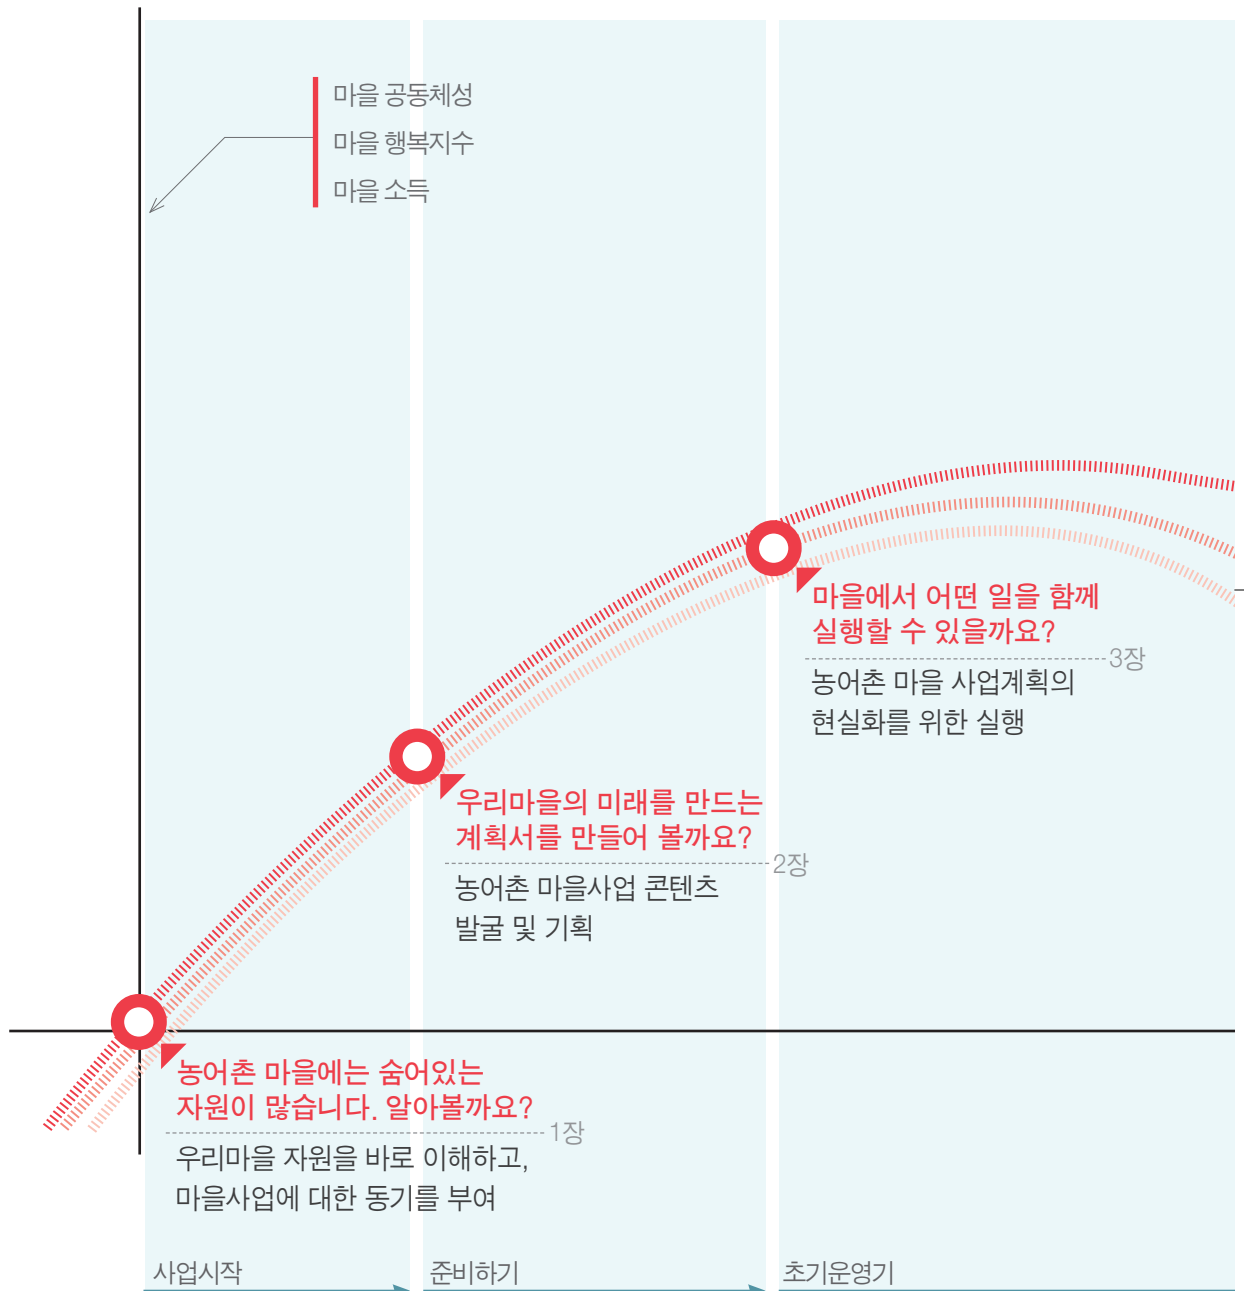 마을 공동체성
마을 행복지수
마을 소득
마을에서 어떤 일을 함께
실행할 수 있을까요?
3장
농어촌 마을 사업계획의
현실화를 위한 실행
우리마을의 미래를 만드는
계획서를 만들어 볼까요?
2장
농어촌 마을사업 콘텐츠
발굴 및 기획
농어촌 마을에는 숨어있는
자원이 많습니다. 알아볼까요?
1장
우리마을 자원을 바로 이해하고,
마을사업에 대한 동기를 부여
사업시작
준비하기
초기운영기